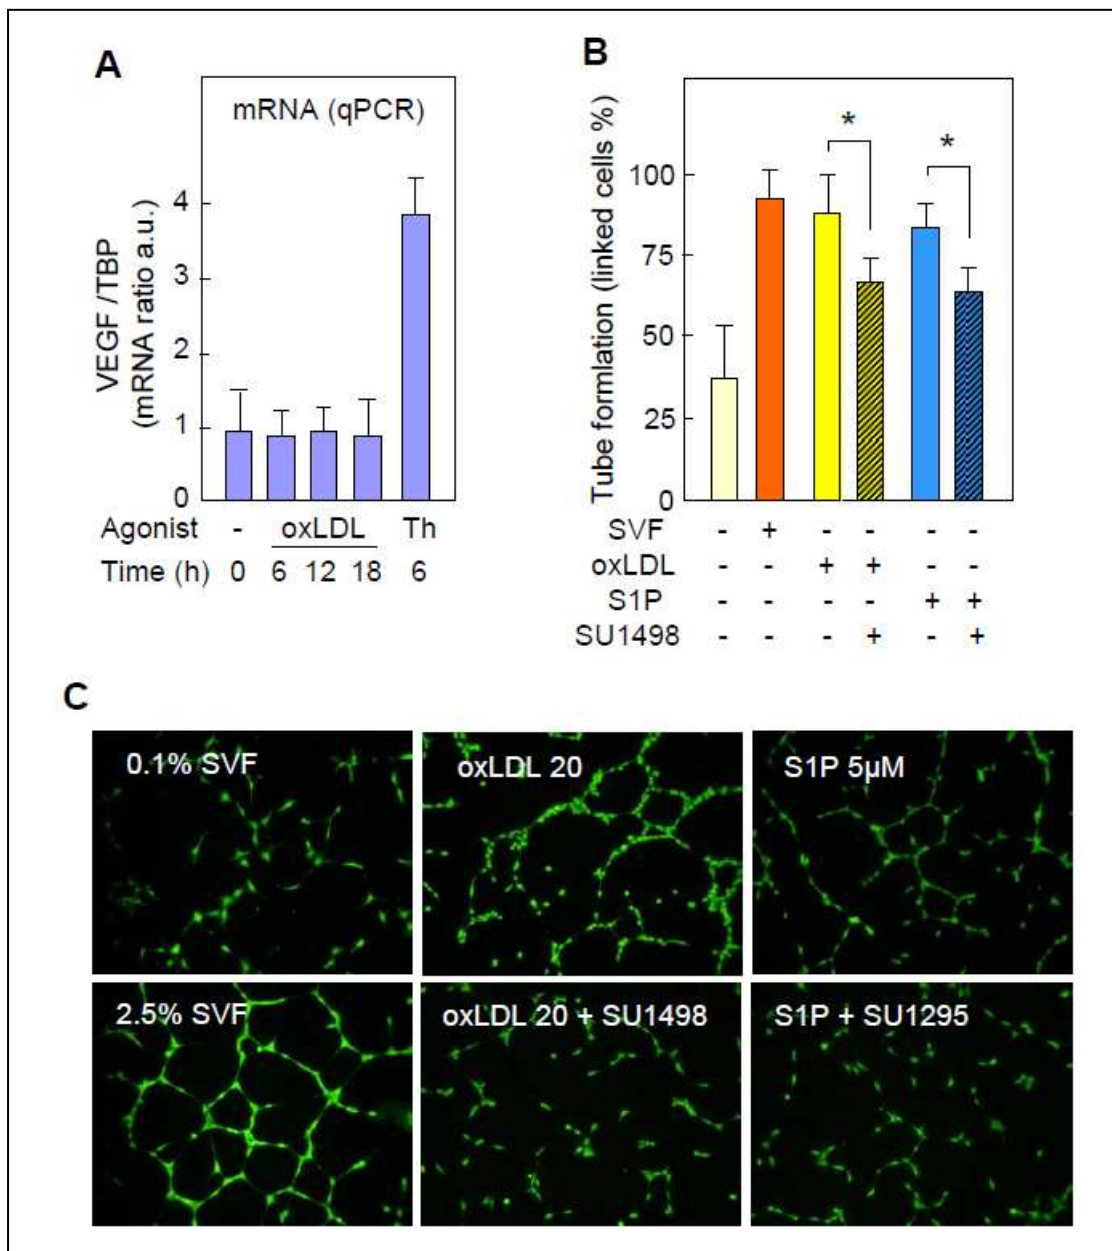 A
mRNA (qPCR)
VEGF /TBP
(mRNA ratio a.u.)
4
3
2
1
0
Agonist - oxLDL Th
Time (h) 0 6 12 18 6
B
Tube formlation (linked cells %)
100
75
50
25
0
* *
SVF - + - - - -
oxLDL - - + + - -
S1P - - - - + +
SU1498 - - - + - +
C
0.1% SVF oxLDL 20 S1P 5µM
2.5% SVF oxLDL 20 + SU1498 S1P + SU1295